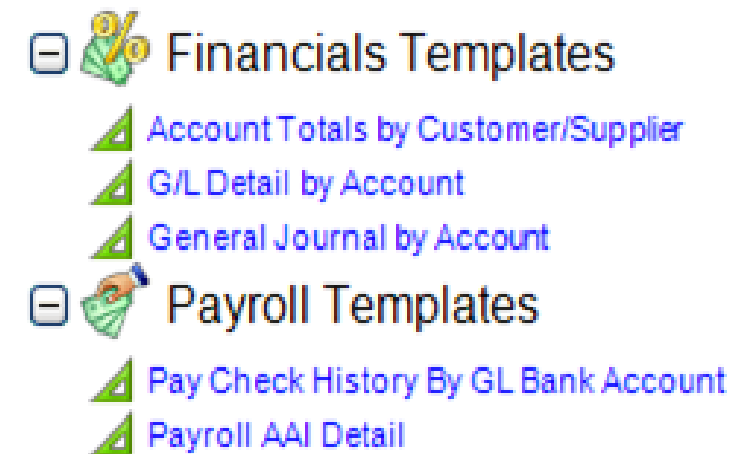 Financials Templates
Account Totals by Customer/Supplier
G/L Detail by Account
General Journal by Account
Payroll Templates
Pay Check History By GL Bank Account
Payroll AAI Detail